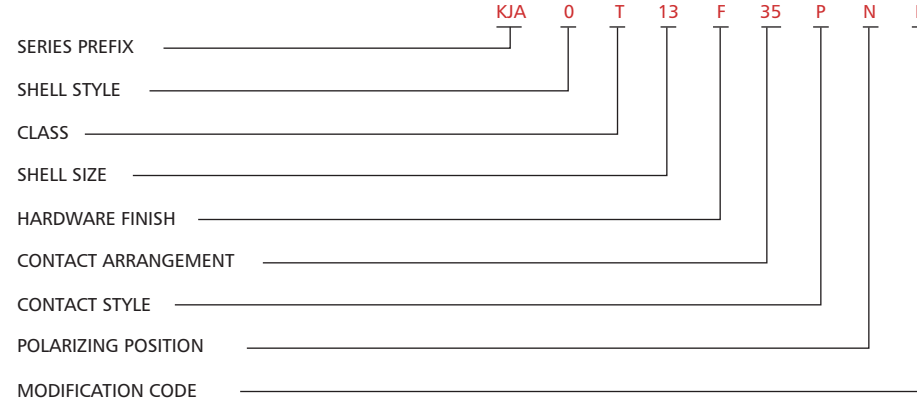 KJA 0 T 13 F 35 P N
SERIES PREFIX
SHELL STYLE
CLASS
SHELL SIZE
HARDWARE FINISH
CONTACT ARRANGEMENT
CONTACT STYLE
POLARIZING POSITION
MODIFICATION CODE